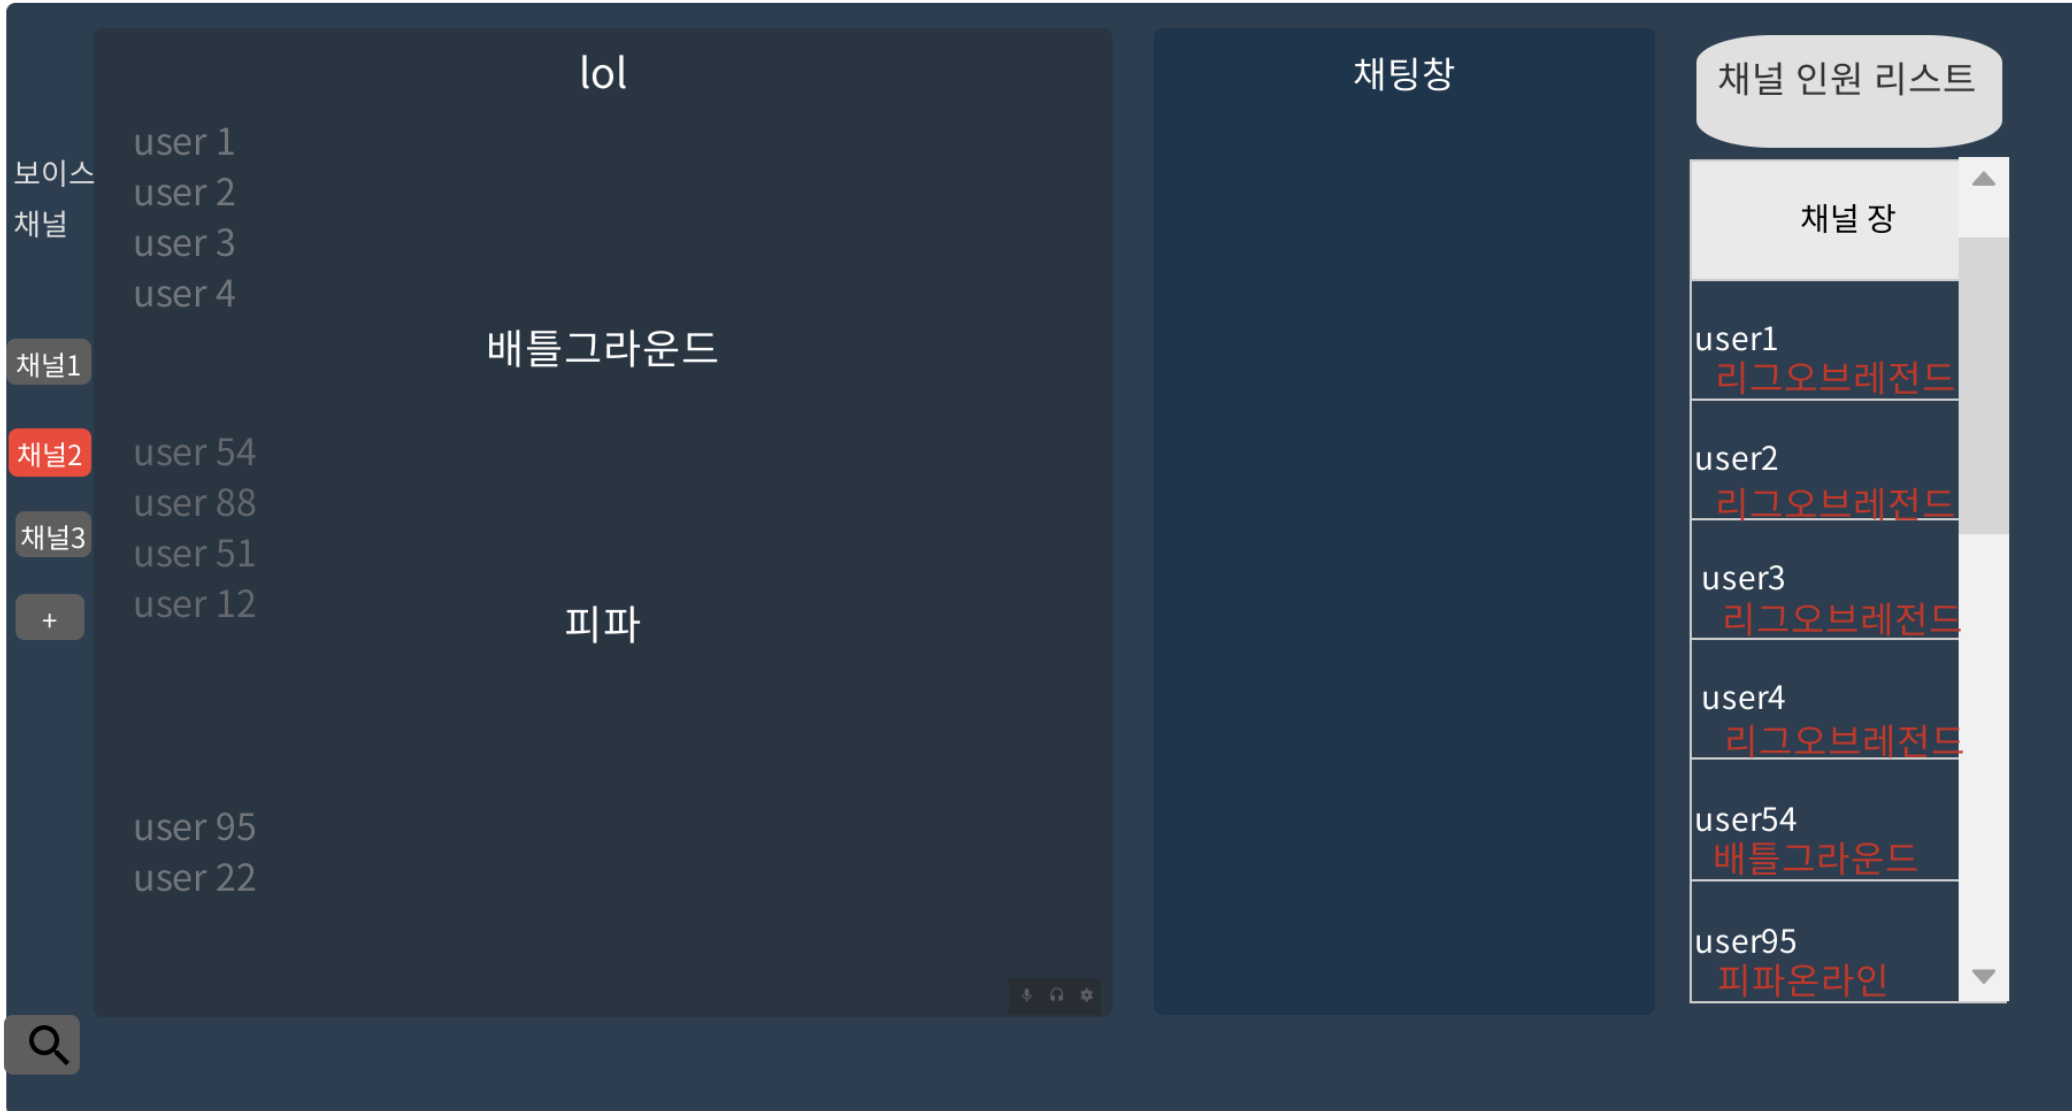 보이스
채널
채널1
채널2
채널3
+
lol
user 1
user 2
user 3
user 4
배틀그라운드
user 54
user 88
user 51
user 12
피파
user 95
user 22
채팅창
채널 인원 리스트
채널 장
user1
리그오브레전드
user2
리그오브레전드
user3
리그오브레전드
user4
리그오브레전드
user54
배틀그라운드
user95
피파온라인